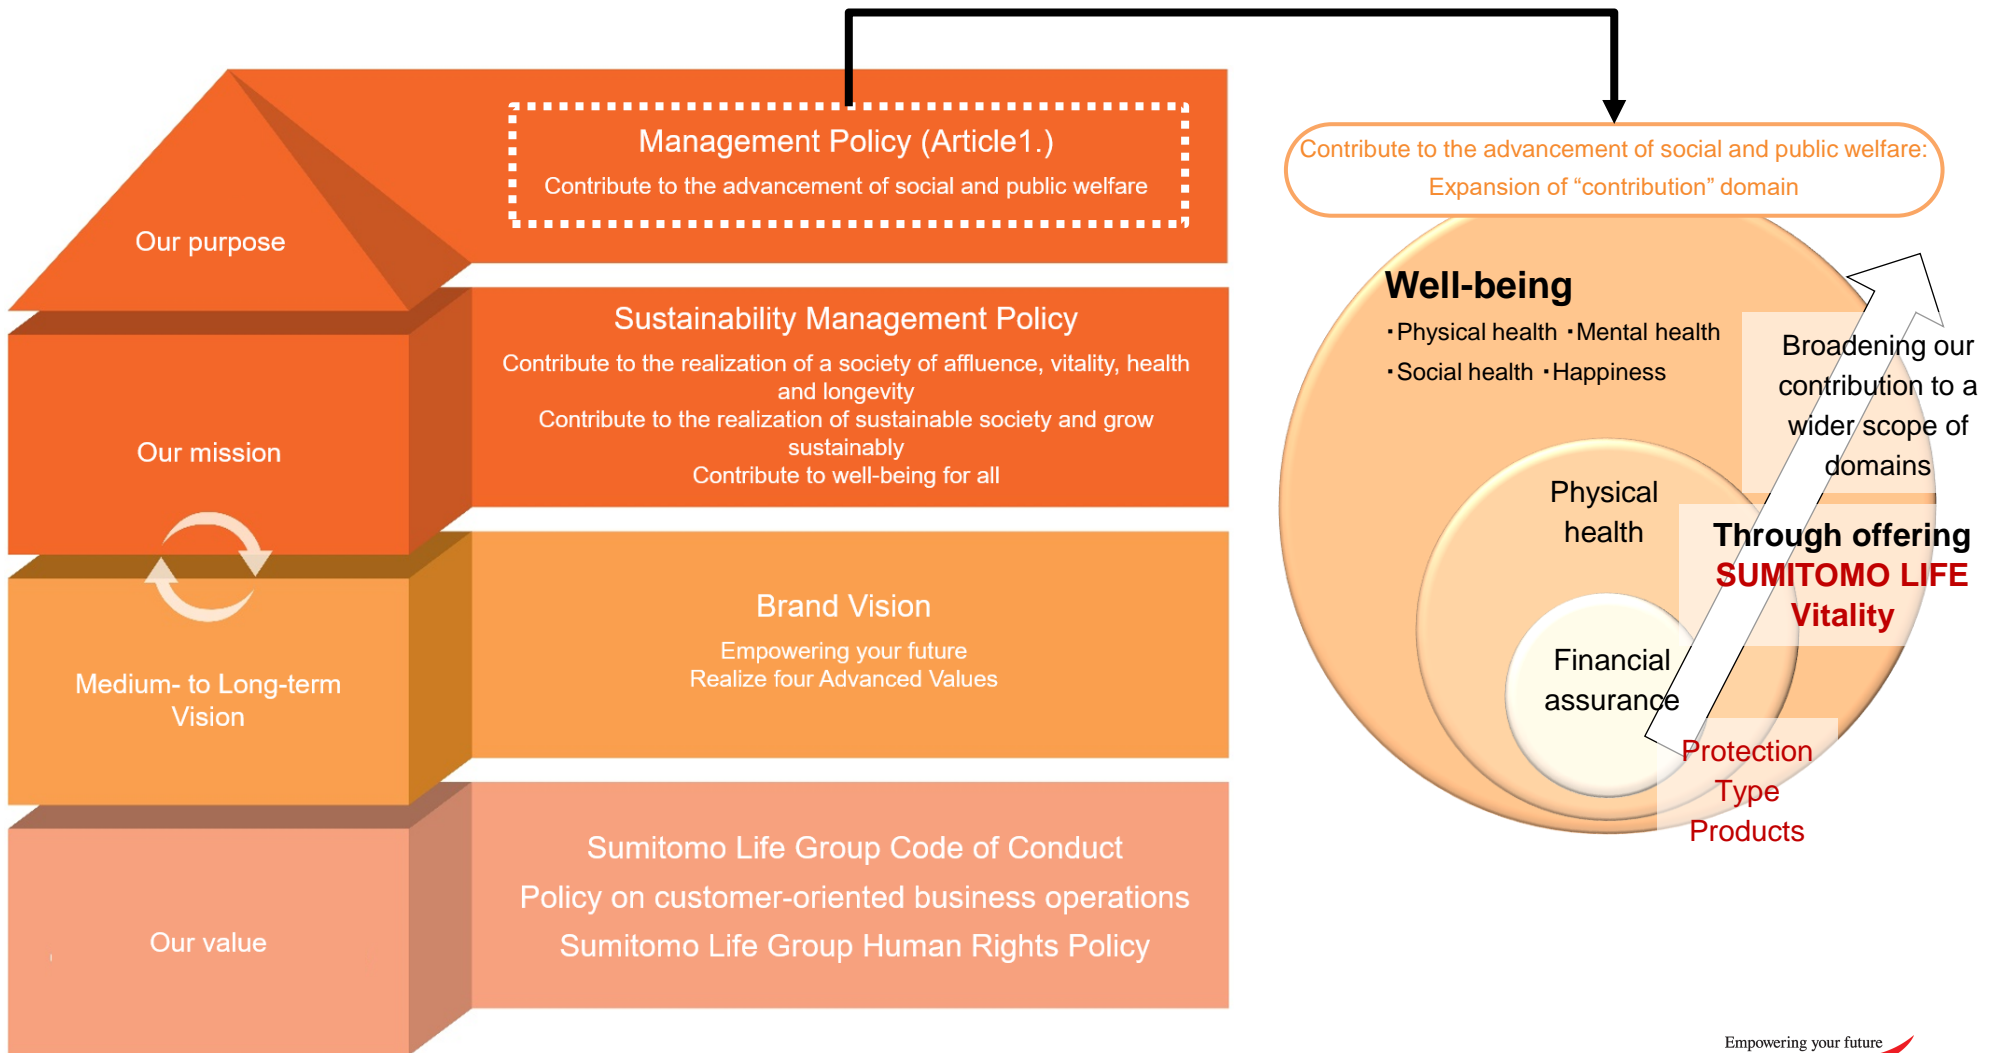 Our purpose
Management Policy (Article1.)
Contribute to the advancement of social and public welfare
Our mission
Sustainability Management Policy
Contribute to the realization of a society of affluence, vitality, health
and longevity
Contribute to the realization of sustainable society and grow
sustainably
Contribute to well-being for all
Medium- to Long-term
Vision
Brand Vision
Empowering your future
Realize four Advanced Values
Our value
Sumitomo Life Group Code of Conduct
Policy on customer-oriented business operations
Sumitomo Life Group Human Rights Policy
Contribute to the advancement of social and public welfare:
Expansion of “contribution” domain
Well-being
・Physical health ・Mental health
・Social health ・Happiness
Broadening our
contribution to a
wider scope of
domains
Physical
health
Through offering
SUMITOMO LIFE
Vitality
Financial
assurance
Protection
Type
Products
Empowering your future